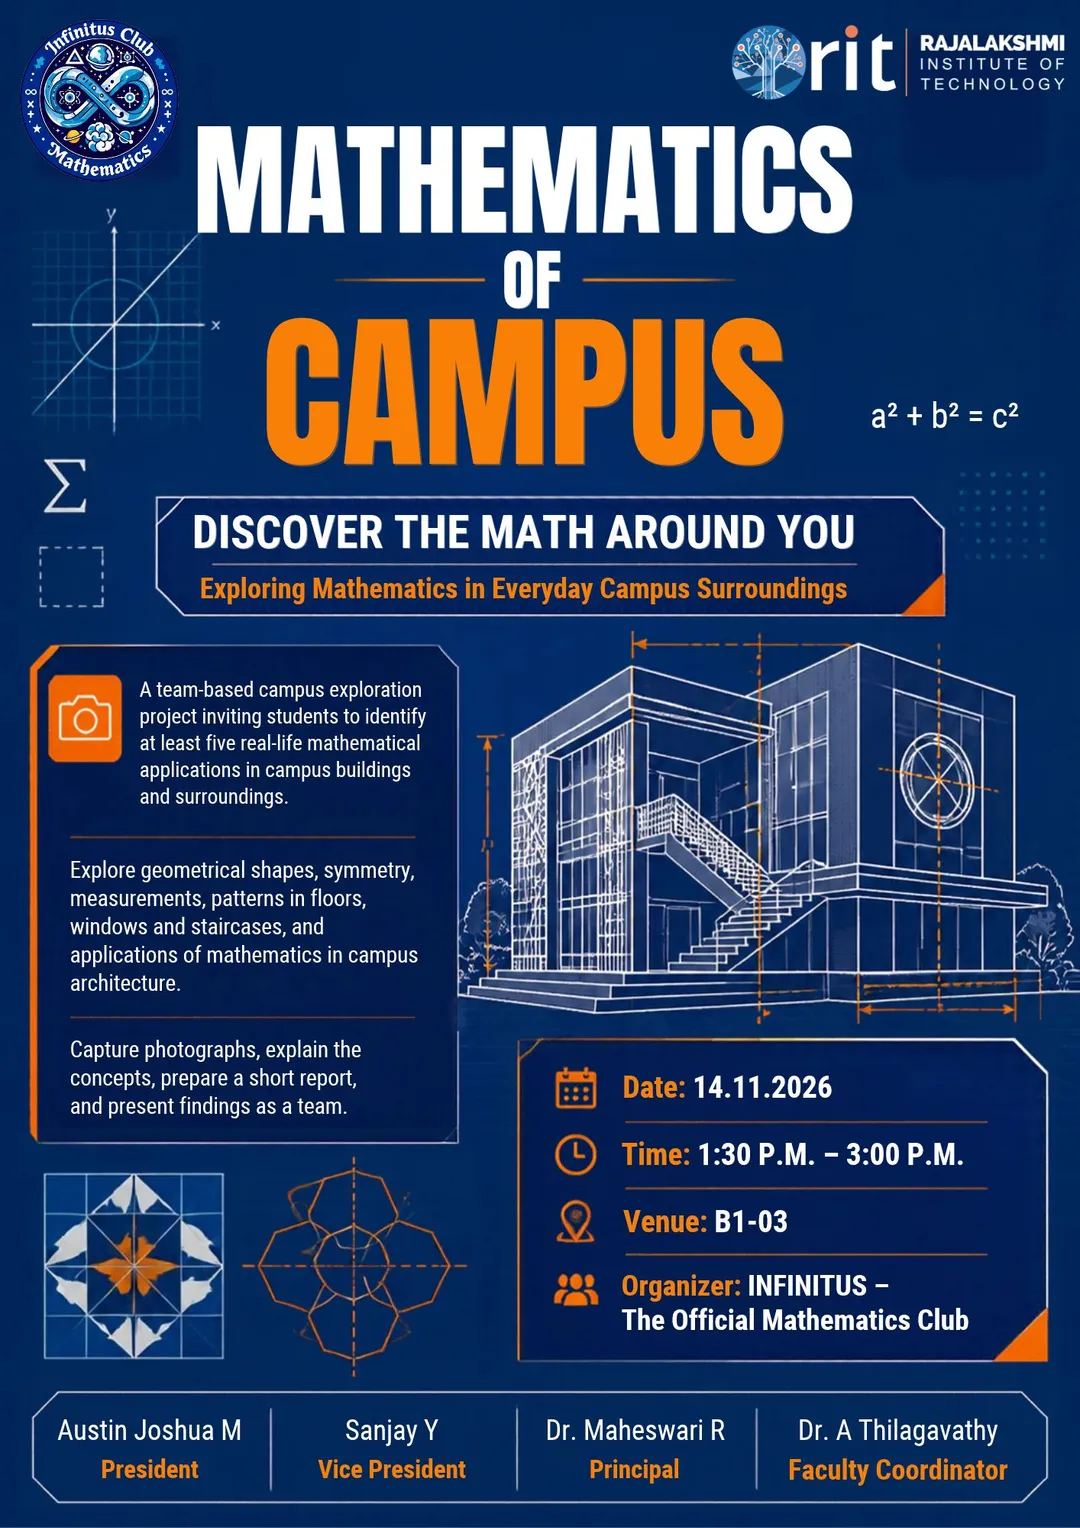 Infinitus Club
Mathematics
rit
RAJALAKSHMI
INSTITUTE OF
TECHNOLOGY
MATHEMATICS
OF
CAMPUS
y
x
a² + b² = c²
Σ
DISCOVER THE MATH AROUND YOU
Exploring Mathematics in Everyday Campus Surroundings
A team-based campus exploration
project inviting students to identify
at least five real-life mathematical
applications in campus buildings
and surroundings.
Explore geometrical shapes, symmetry,
measurements, patterns in floors,
windows and staircases, and
applications of mathematics in campus
architecture.
Capture photographs, explain the
concepts, prepare a short report,
and present findings as a team.
Date: 14.11.2026
Time: 1:30 P.M. – 3:00 P.M.
Venue: B1-03
Organizer: INFINITUS –
The Official Mathematics Club
Austin Joshua M
President
Sanjay Y
Vice President
Dr. Maheswari R
Principal
Dr. A Thilagavathy
Faculty Coordinator